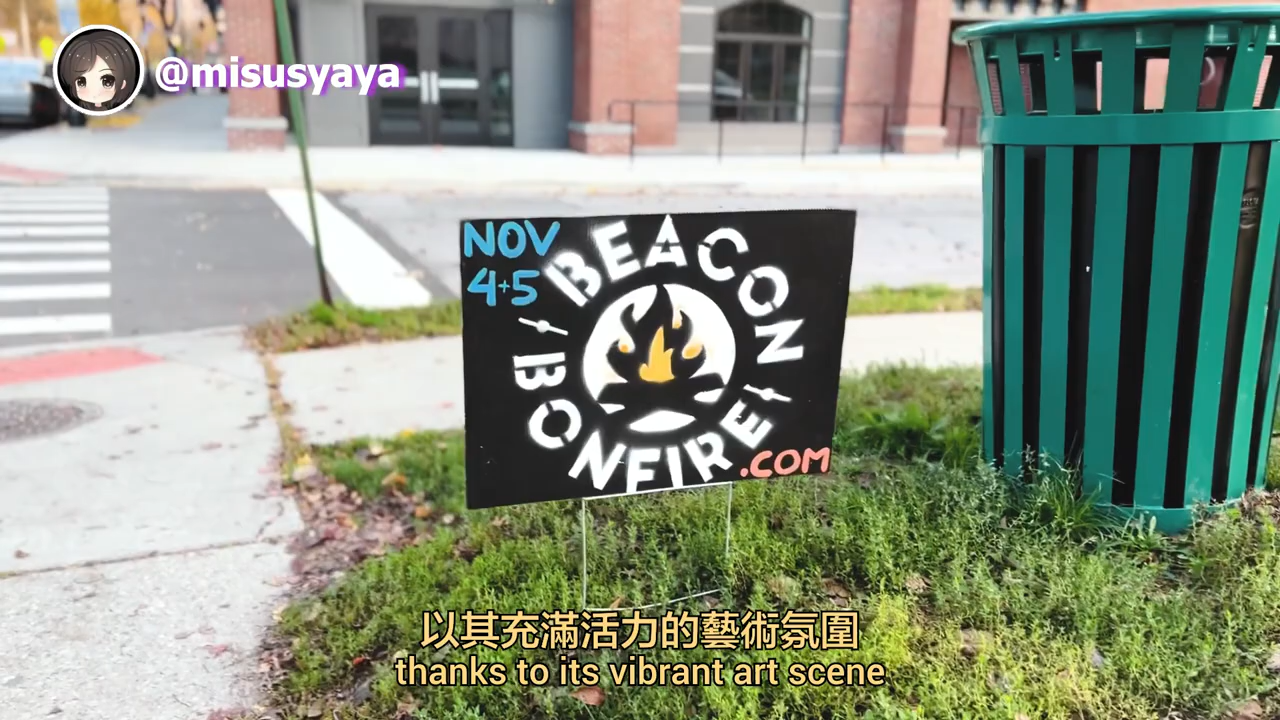 @misusyaya
NOV
4+5
BEACON
BONFIRE
.COM
以其充滿活力的藝術氛圍
thanks to its vibrant art scene